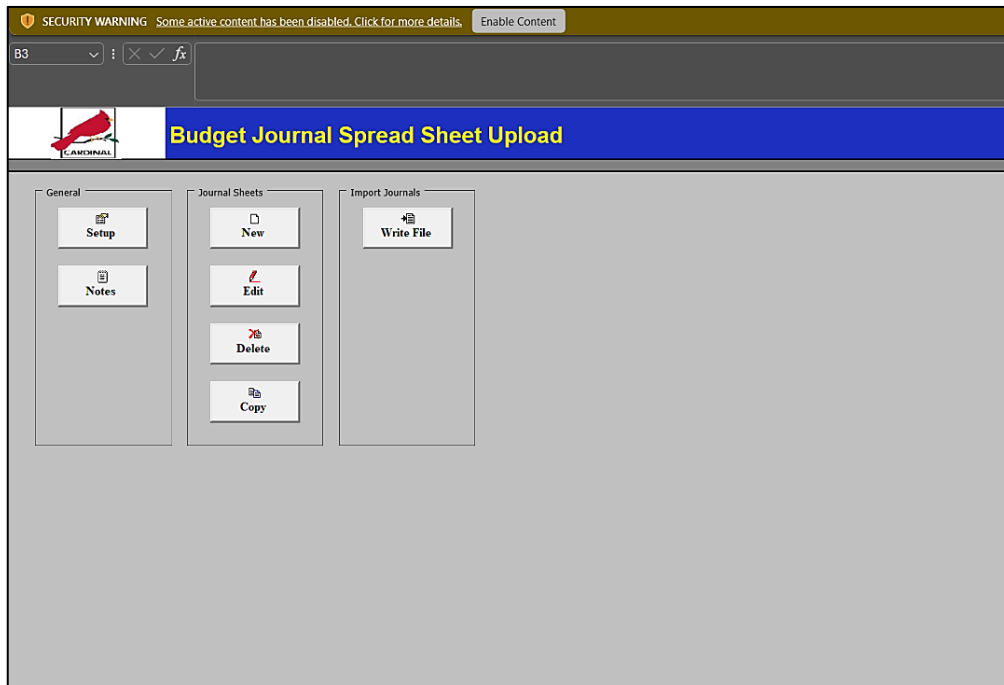 SECURITY WARNING Some active content has been disabled. Click for more details. Enable Content
B3 fx
CARDINAL
Budget Journal Spread Sheet Upload
General
Setup
Notes
Journal Sheets
New
Edit
Delete
Copy
Import Journals
Write File